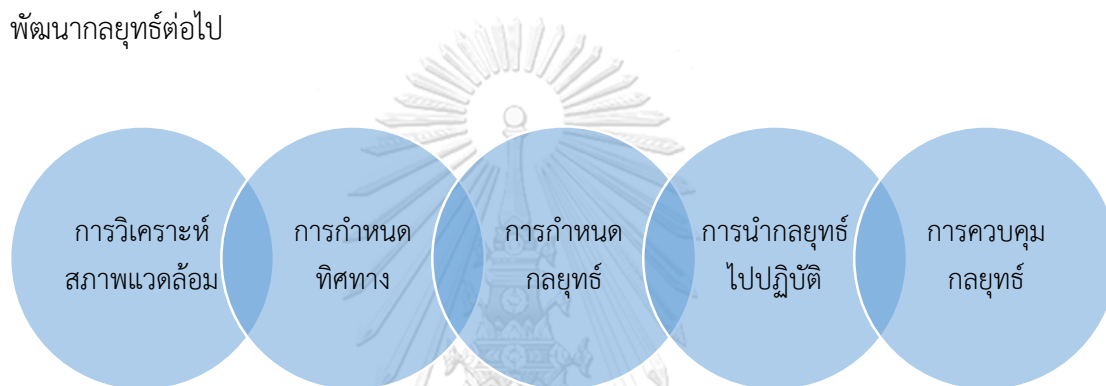 พัฒนากลยุทธ์ต่อไป
การวิเคราะห์
สภาพแวดล้อม
การกำหนด
ทิศทาง
การกำหนด
กลยุทธ์
การนำกลยุทธ์
ไปปฏิบัติ
การควบคุม
กลยุทธ์